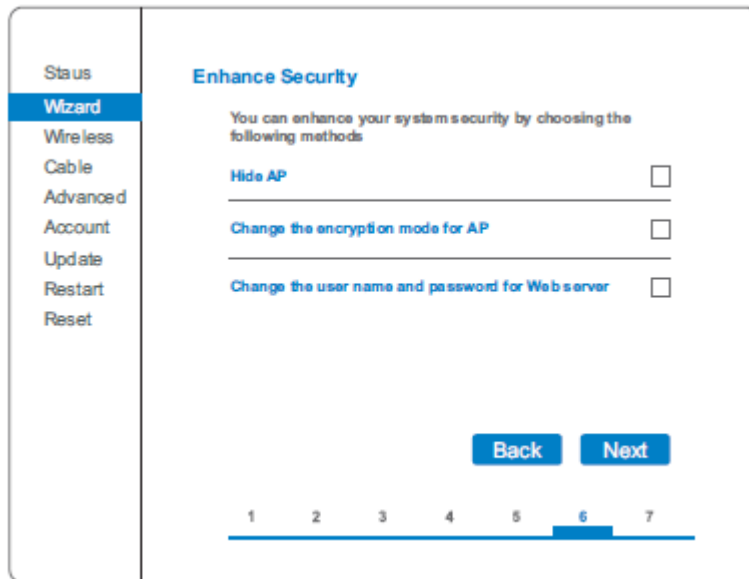 Staus
Wizard
Wireless
Cable
Advanced
Account
Update
Restart
Reset
Enhance Security
You can enhance your system security by choosing the
following methods
Hide AP
Change the encryption mode for AP
Change the user name and password for Web server
Back Next
1 2 3 4 5 6 7